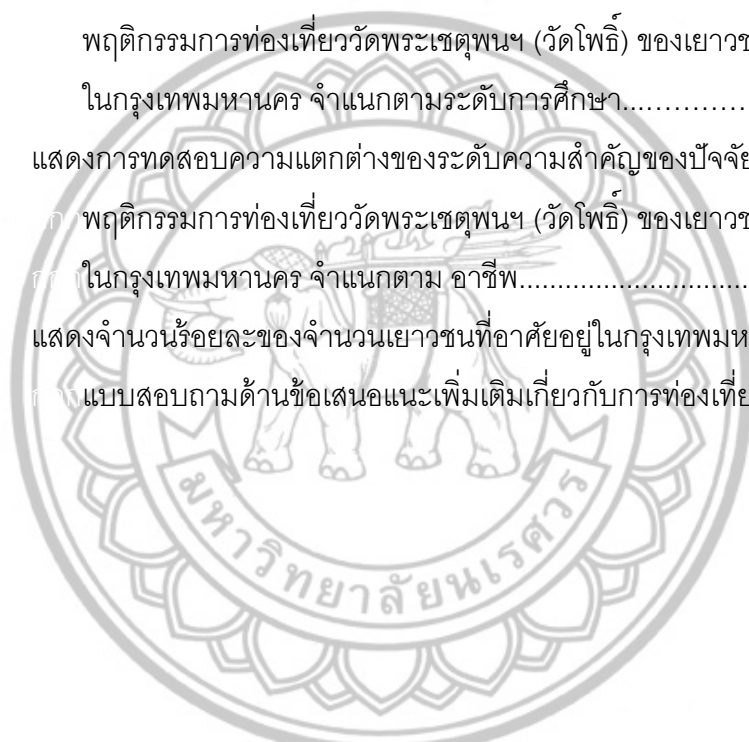 พฤติกรรมการท่องเที่ยววัดพระเชตุพนฯ (วัดโพธิ์) ของเยาวช
ในกรุงเทพมหานคร จำแนกตามระดับการศึกษา...............
แสดงการทดสอบความแตกต่างของระดับความสำคัญของปัจจัย
พฤติกรรมการท่องเที่ยววัดพระเชตุพนฯ (วัดโพธิ์) ของเยาวช
ในกรุงเทพมหานคร จำแนกตาม อาชีพ..............................
แสดงจำนวนร้อยละของจำนวนเยาวชนที่อาศัยอยู่ในกรุงเทพมห
แบบสอบถามด้านข้อเสนอแนะเพิ่มเติมเกี่ยวกับการท่องเที่ย
มหาวิทยาลัยนเรศวร